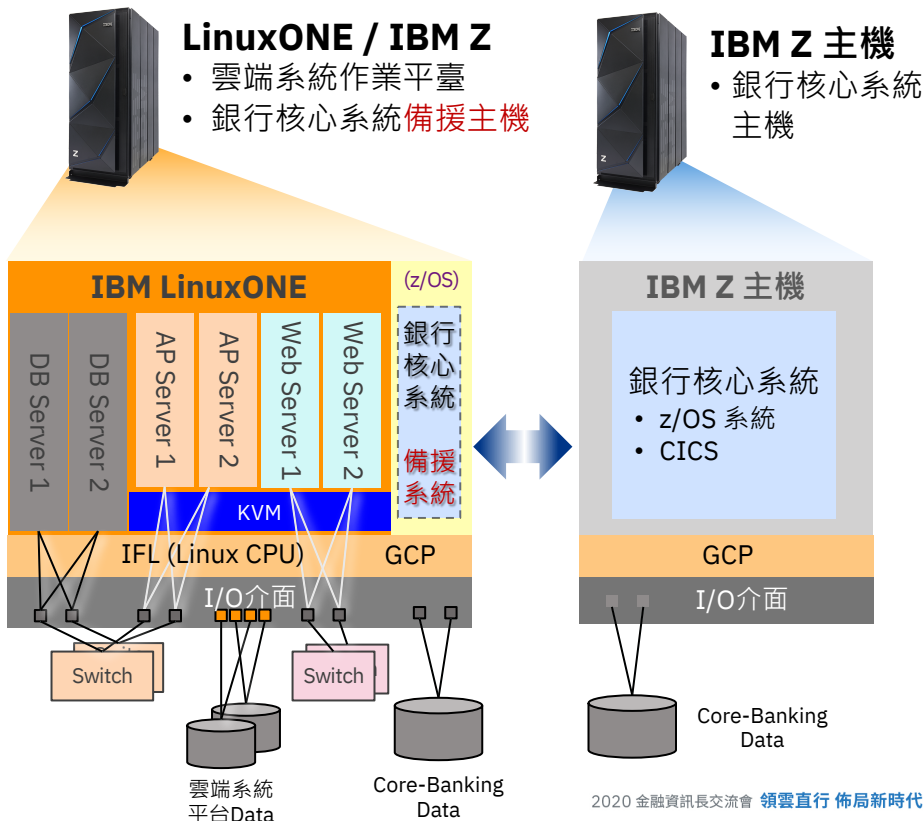 LinuxONE / IBM Z
• 雲端系統作業平臺
• 銀行核心系統備援主機
IBM Z 主機
• 銀行核心系統
主機
IBM LinuxONE
(z/OS)
DB Server 1
DB Server 2
AP Server 1
AP Server 2
Web Server 1
Web Server 2
銀行
核心
系統
備援
系統
KVM
IFL (Linux CPU)
GCP
I/O介面
Switch
Switch
雲端系統
平台Data
Core-Banking
Data
IBM Z 主機
銀行核心系統
• z/OS 系統
• CICS
GCP
I/O介面
Core-Banking
Data
2020 金融資訊長交流會 領雲直行 佈局新時代